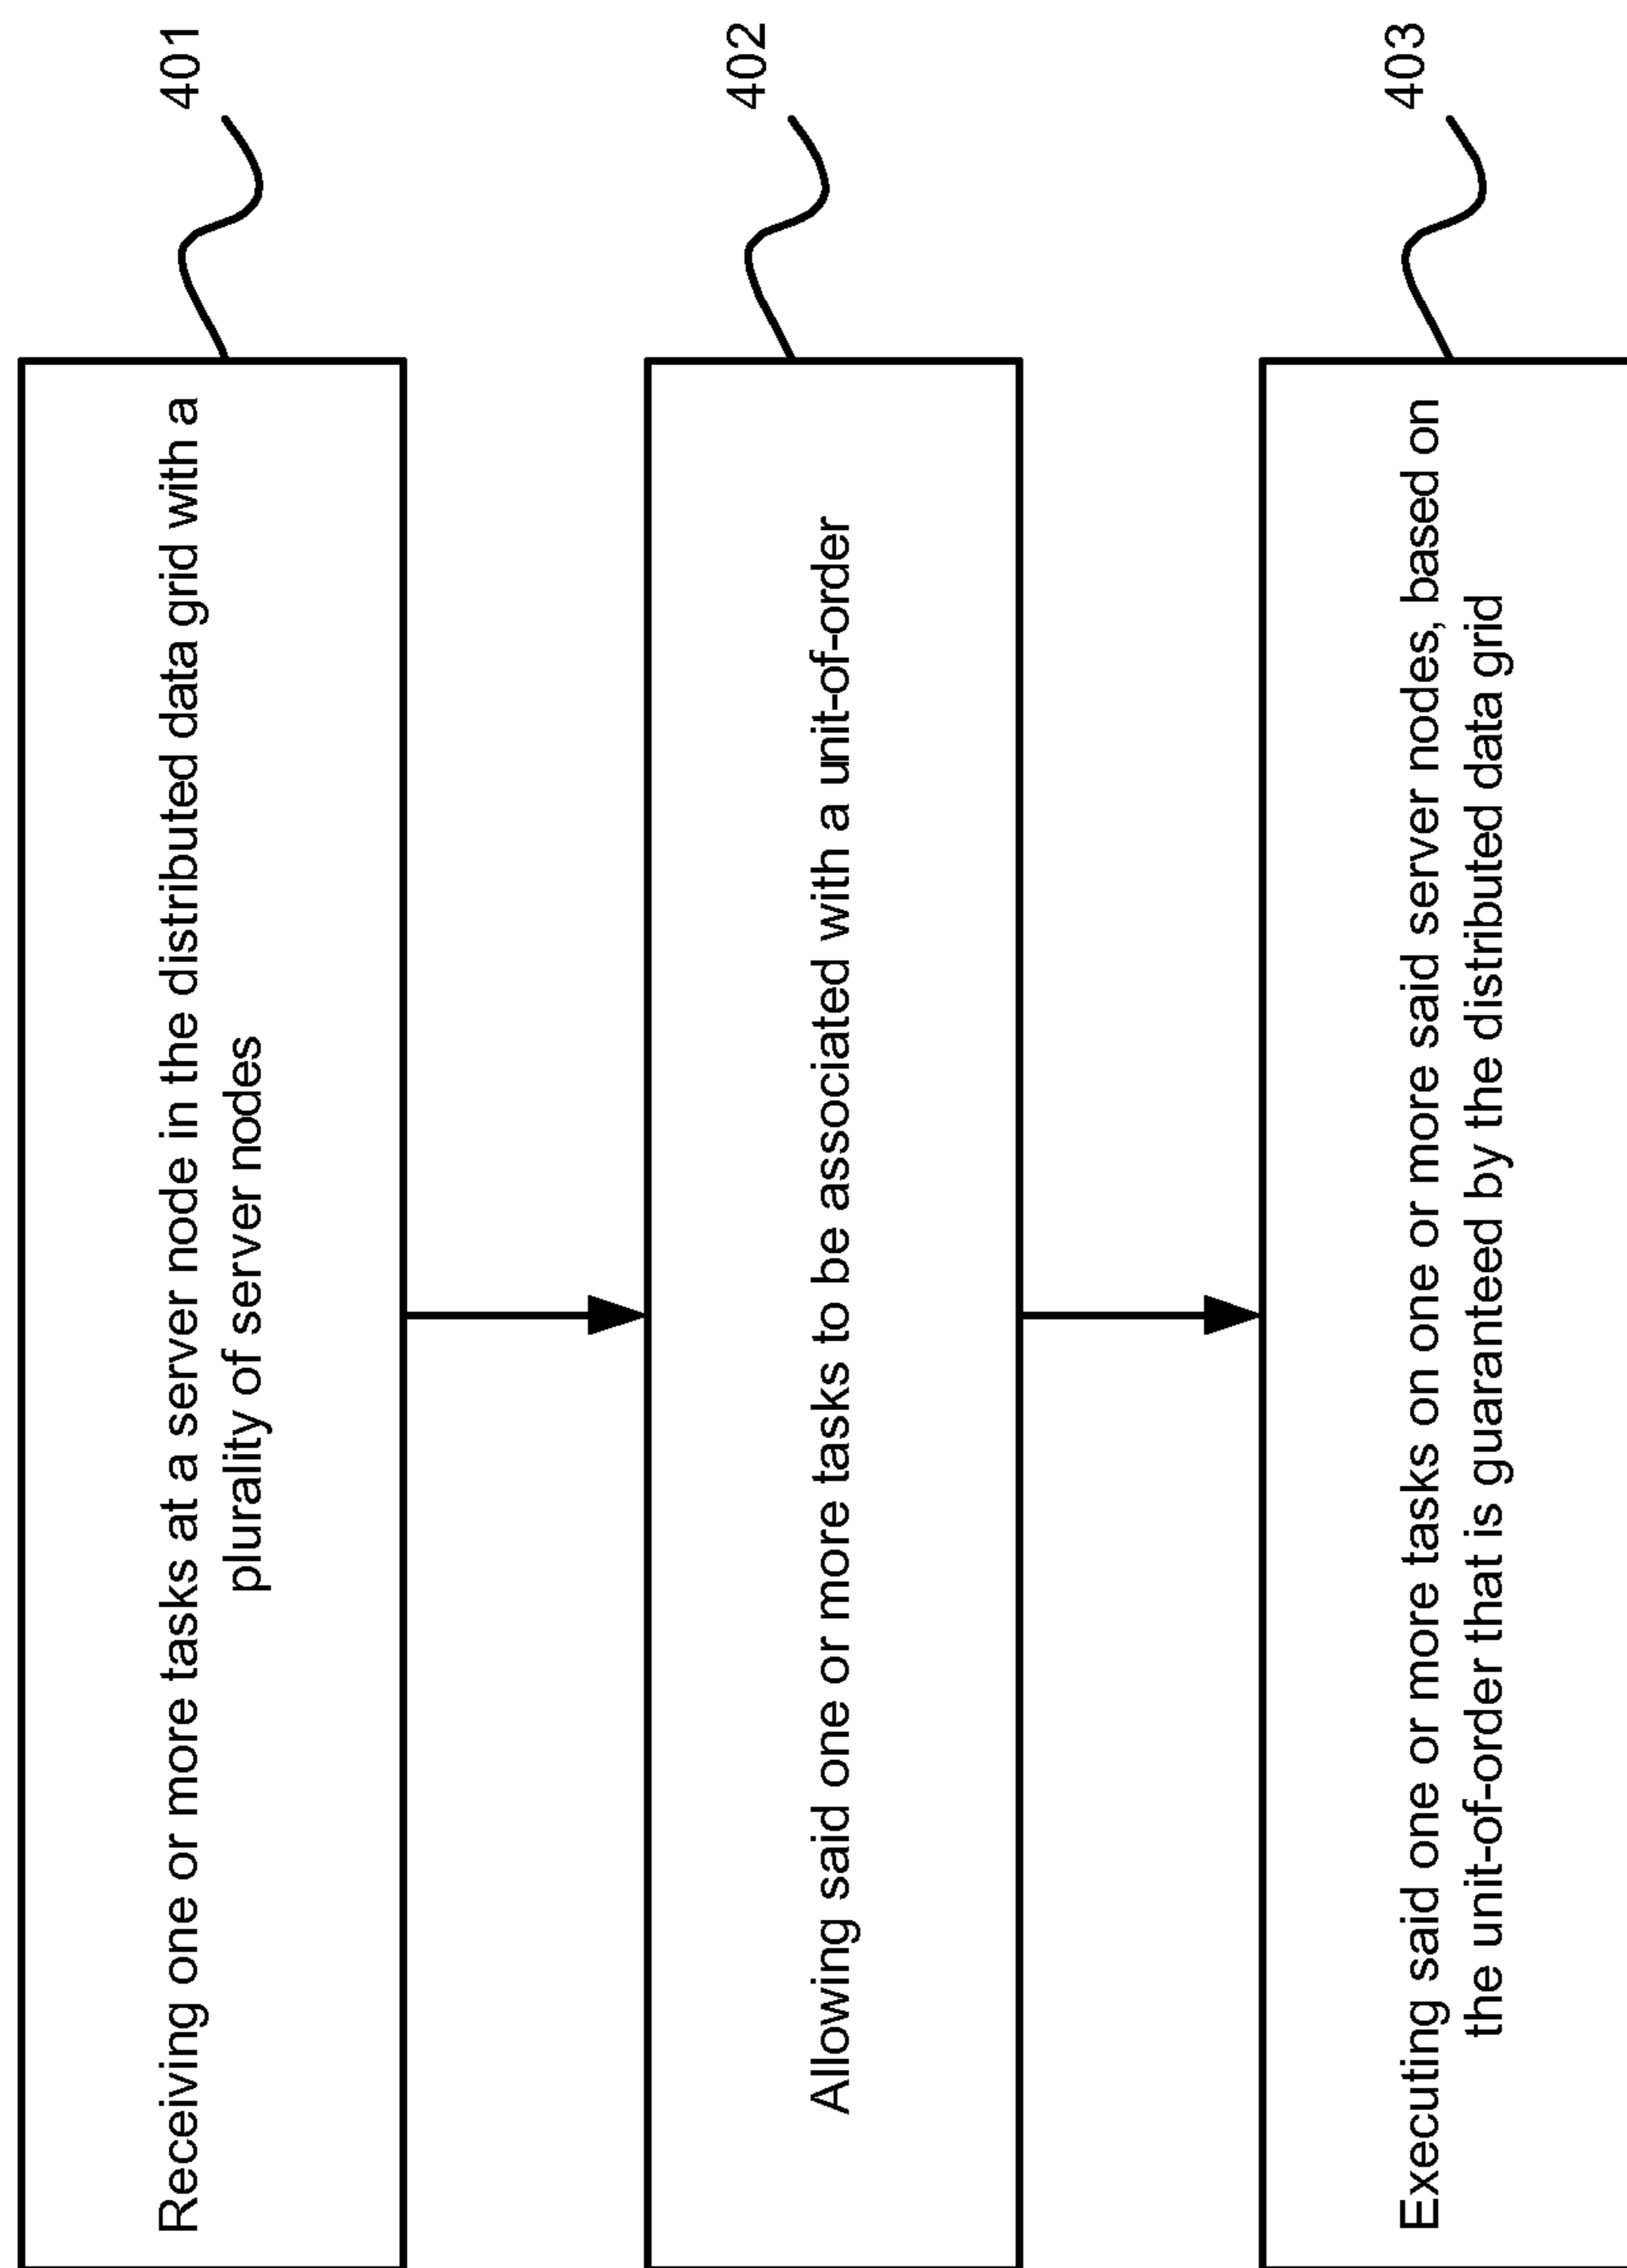 Receiving one or more tasks at a server node in the distributed data grid with a
plurality of server nodes
401
Allowing said one or more tasks to be associated with a unit-of-order
402
Executing said one or more tasks on one or more said server nodes, based on
the unit-of-order that is guaranteed by the distributed data grid
403